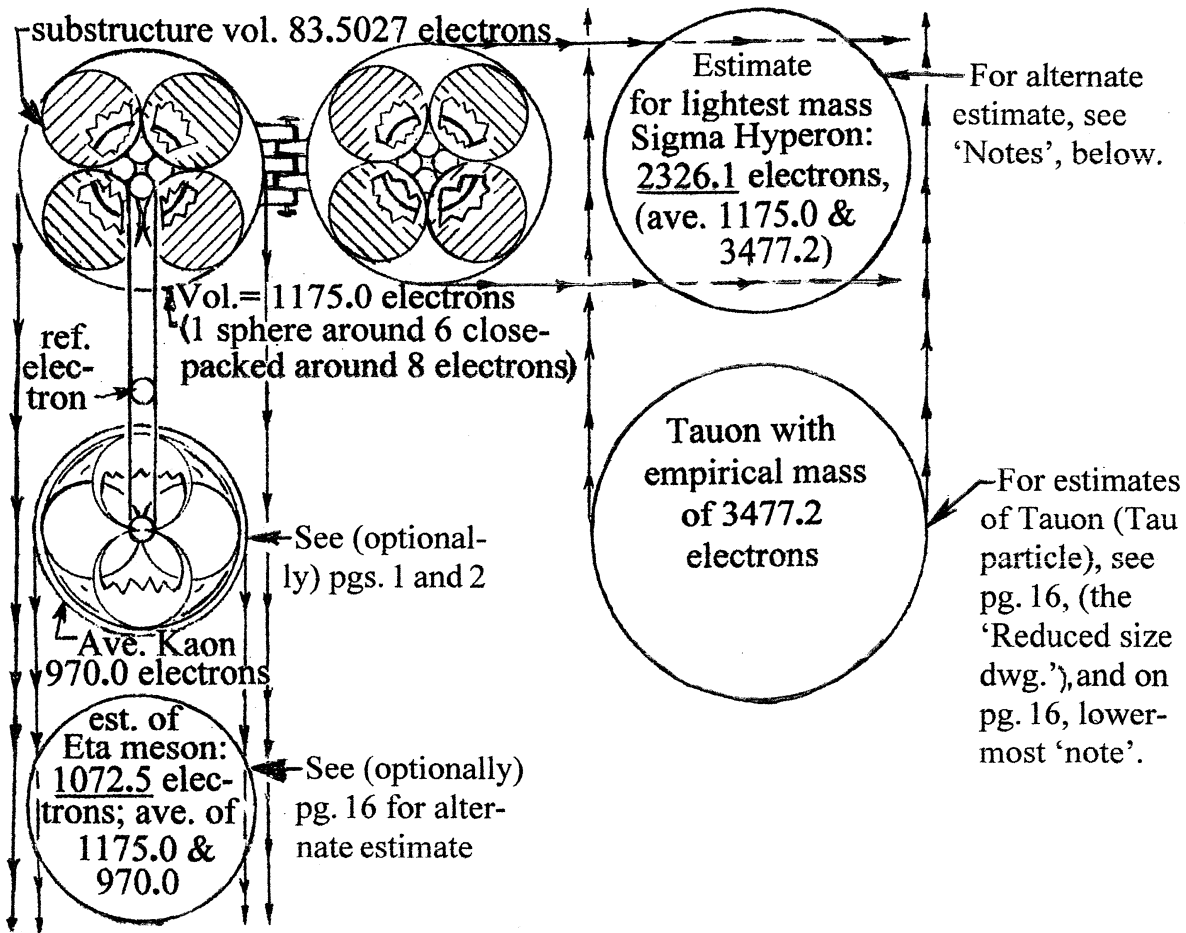 substructure vol. 83.5027 electrons
Estimate
for lightest mass
Sigma Hyperon:
2326.1 electrons,
(ave. 1175.0 &
3477.2)
For alternate
estimate, see
‘Notes’, below.
Vol.= 1175.0 electrons
(1 sphere around 6 close-
packed around 8 electrons)
ref.
elec-
tron
Tauon with
empirical mass
of 3477.2
electrons
For estimates
of Tauon (Tau
particle), see
pg. 16, (the
‘Reduced size
dwg.’),and on
pg. 16, lower-
most ‘note’.
See (optional-
ly) pgs. 1 and 2
Ave. Kaon
970.0 electrons
est. of
Eta meson:
1072.5 elec-
trons; ave. of
1175.0 &
970.0
See (optionally)
pg. 16 for alter-
nate estimate